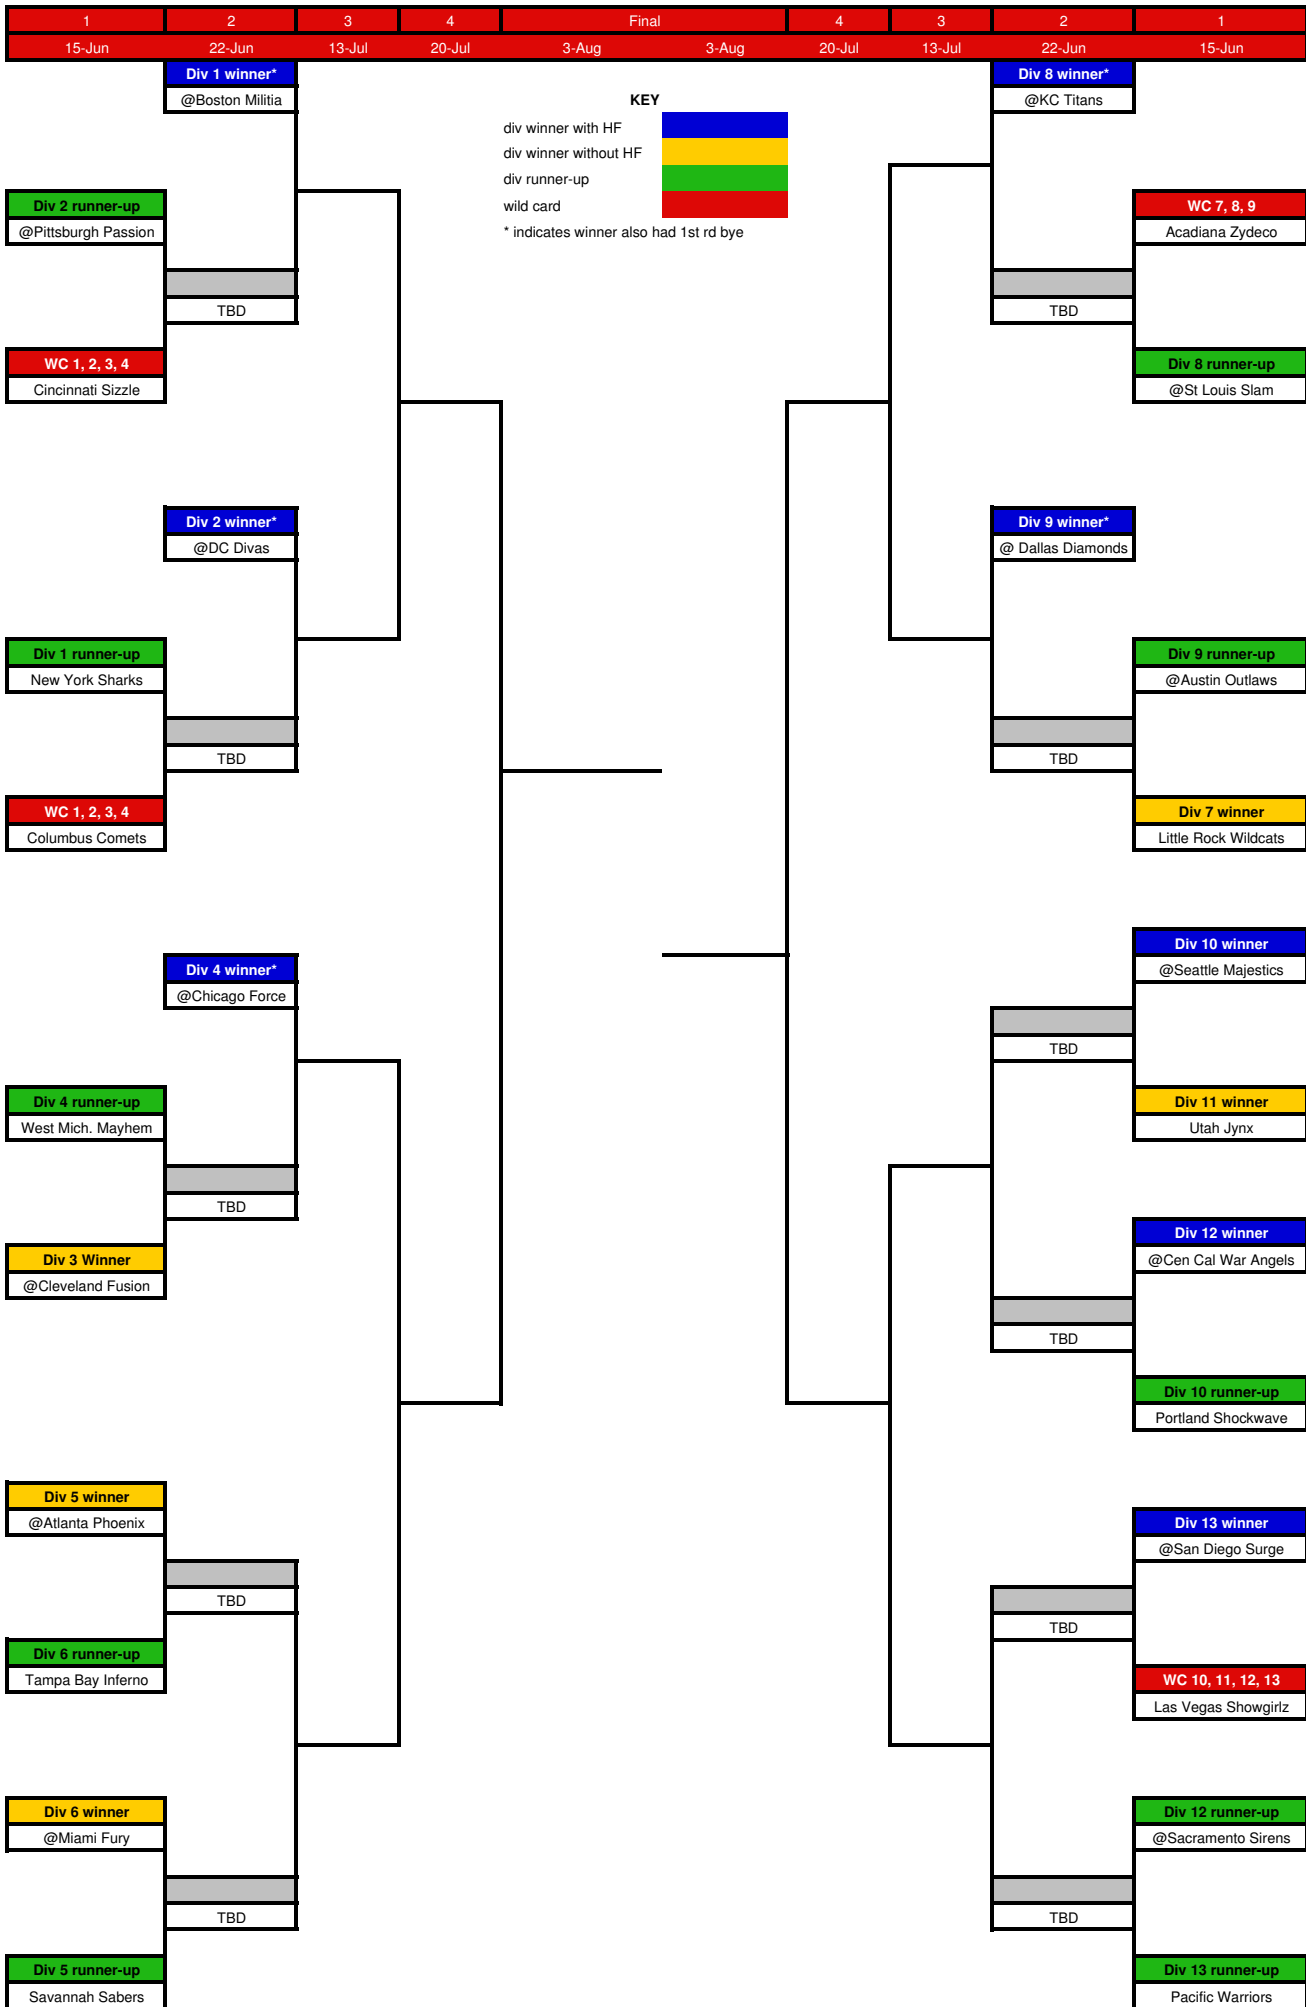 1 2 3 4 Final 4 3 2 1
15-Jun 22-Jun 13-Jul 20-Jul 3-Aug 3-Aug 20-Jul 13-Jul 22-Jun 15-Jun
Div 1 winner*
@Boston Militia
Div 2 runner-up
@Pittsburgh Passion
TBD
WC 1, 2, 3, 4
Cincinnati Sizzle
Div 2 winner*
@DC Divas
Div 1 runner-up
New York Sharks
TBD
WC 1, 2, 3, 4
Columbus Comets
Div 4 winner*
@Chicago Force
Div 4 runner-up
West Mich. Mayhem
TBD
Div 3 Winner
@Cleveland Fusion
Div 5 winner
@Atlanta Phoenix
TBD
Div 6 runner-up
Tampa Bay Inferno
Div 6 winner
@Miami Fury
TBD
Div 5 runner-up
Savannah Sabers
KEY
div winner with HF
div winner without HF
div runner-up
wild card
* indicates winner also had 1st rd bye
Div 8 winner*
@KC Titans
WC 7, 8, 9
Acadiana Zydeco
TBD
Div 8 runner-up
@St Louis Slam
Div 9 winner*
@ Dallas Diamonds
Div 9 runner-up
@Austin Outlaws
TBD
Div 7 winner
Little Rock Wildcats
Div 10 winner
@Seattle Majestics
TBD
Div 11 winner
Utah Jynx
Div 12 winner
@Cen Cal War Angels
TBD
Div 10 runner-up
Portland Shockwave
Div 13 winner
@San Diego Surge
TBD
WC 10, 11, 12, 13
Las Vegas Showgirlz
Div 12 runner-up
@Sacramento Sirens
TBD
Div 13 runner-up
Pacific Warriors